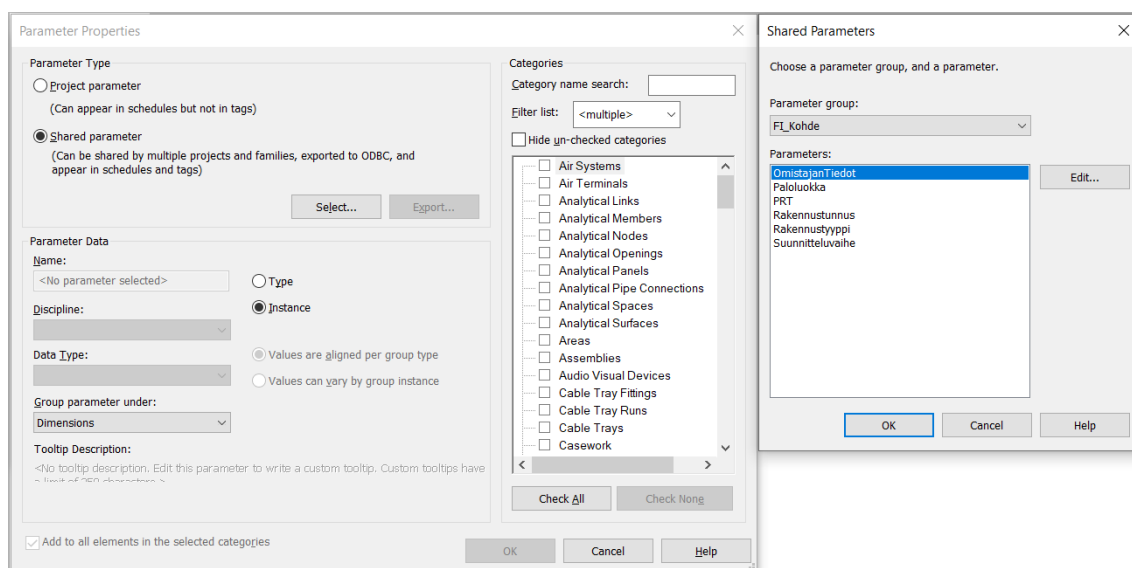 Parameter Properties
Parameter Type
Project parameter
(Can appear in schedules but not in tags)
Shared parameter
(Can be shared by multiple projects and families, exported to ODBC, and
appear in schedules and tags)
Select...
Export...
Parameter Data
Name:
<No parameter selected>
Type
Discipline:
Instance
Data Type:
Values are aligned per group type
Values can vary by group instance
Group parameter under:
Dimensions
Tooltip Description:
<No tooltip description. Edit this parameter to write a custom tooltip. Custom tooltips have
a limit of 250 characters.>
Add to all elements in the selected categories
Categories
Category name search:
Filter list:
<multiple>
Hide un-checked categories
Air Systems
Air Terminals
Analytical Links
Analytical Members
Analytical Nodes
Analytical Openings
Analytical Panels
Analytical Pipe Connections
Analytical Spaces
Analytical Surfaces
Areas
Assemblies
Audio Visual Devices
Cable Tray Fittings
Cable Tray Runs
Cable Trays
Casework
Check All
Check None
OK
Cancel
Help
Shared Parameters
Choose a parameter group, and a parameter.
Parameter group:
FI_Kohde
Parameters:
OmistajanTiedot
Paloluokka
PRT
Rakennustunnus
Rakennustyyppi
Suunnitteluvaihe
Edit...
OK
Cancel
Help